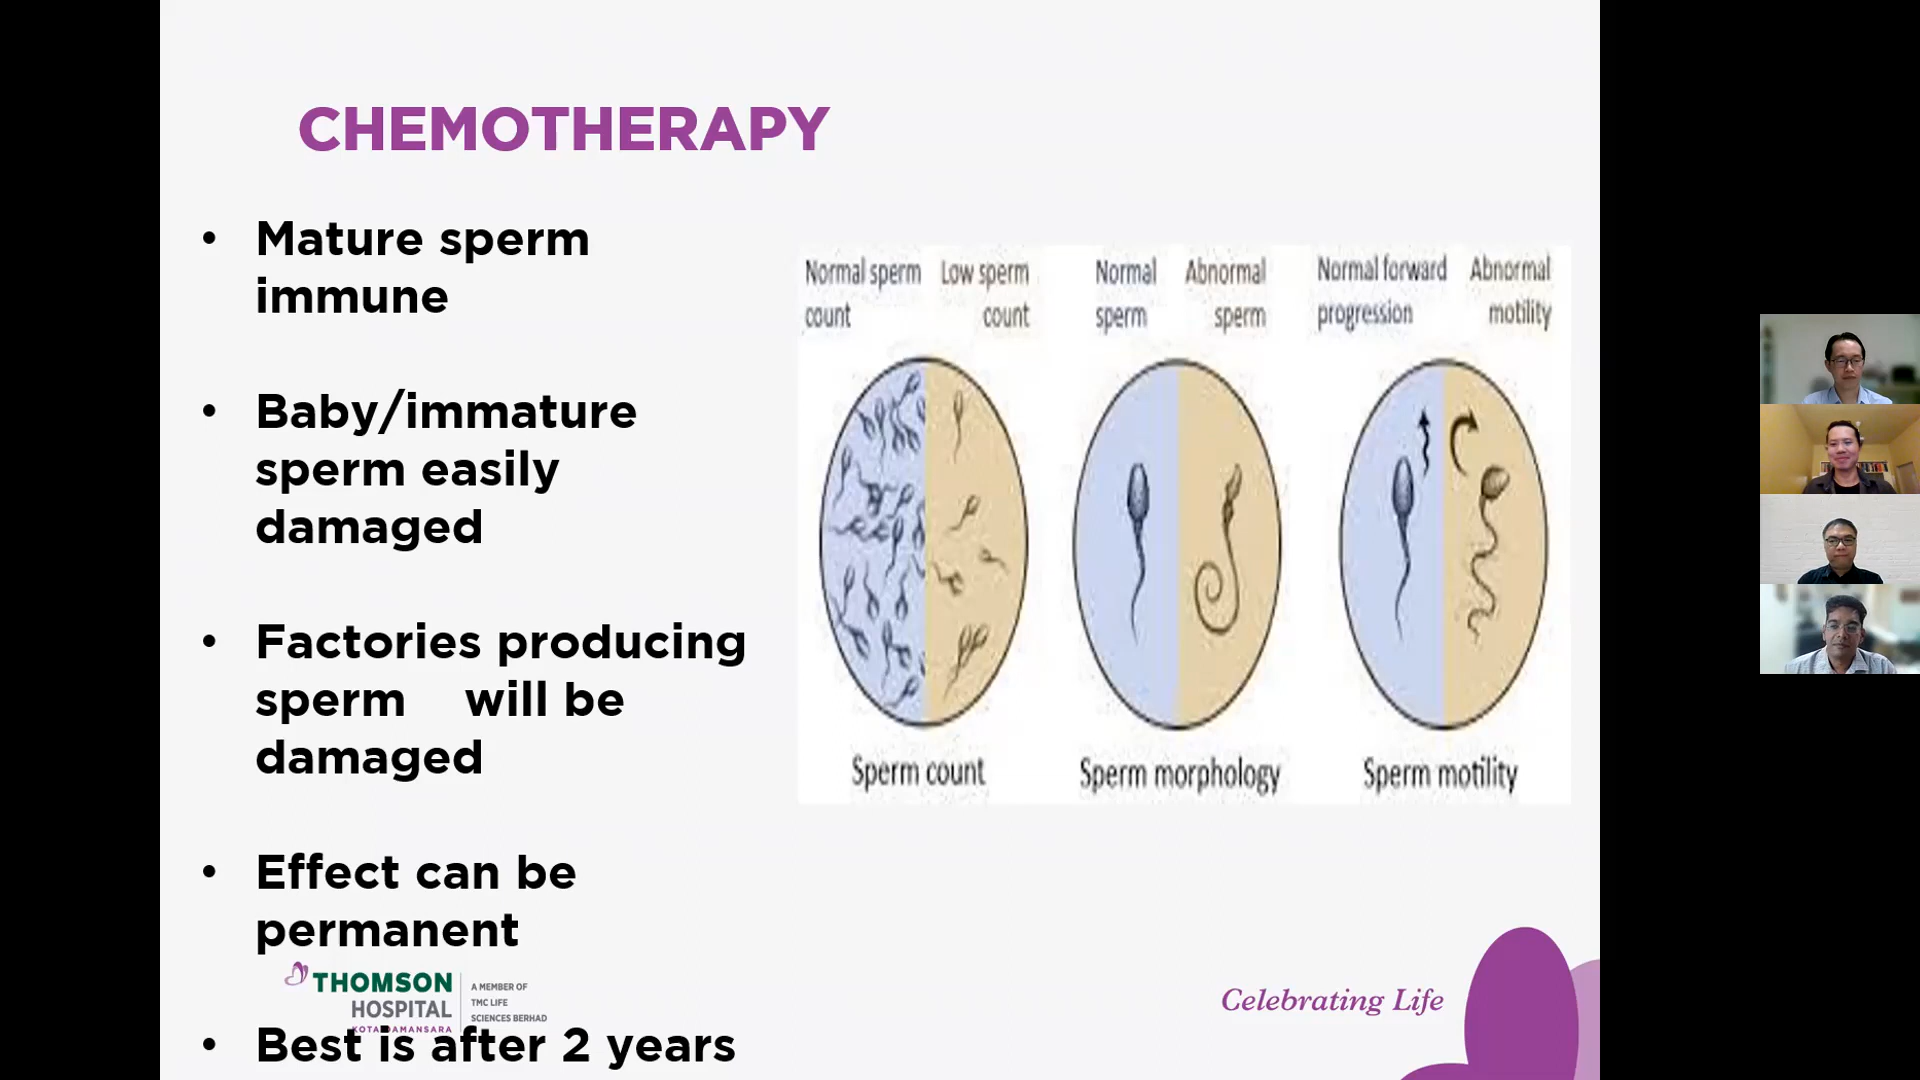 CHEMOTHERAPY
• Mature sperm
immune
• Baby/immature
sperm easily
damaged
• Factories producing
sperm will be
damaged
• Effect can be
permanent
• Best is after 2 years
Normal sperm
count
Low sperm
count
Normal
sperm
Abnormal
sperm
Normal forward
progression
Abnormal
motility
Sperm count
Sperm morphology
Sperm motility
THOMSON
HOSPITAL
KOTA DAMANSARA
A MEMBER OF
TMC LIFE
SCIENCES BERHAD
Celebrating Life